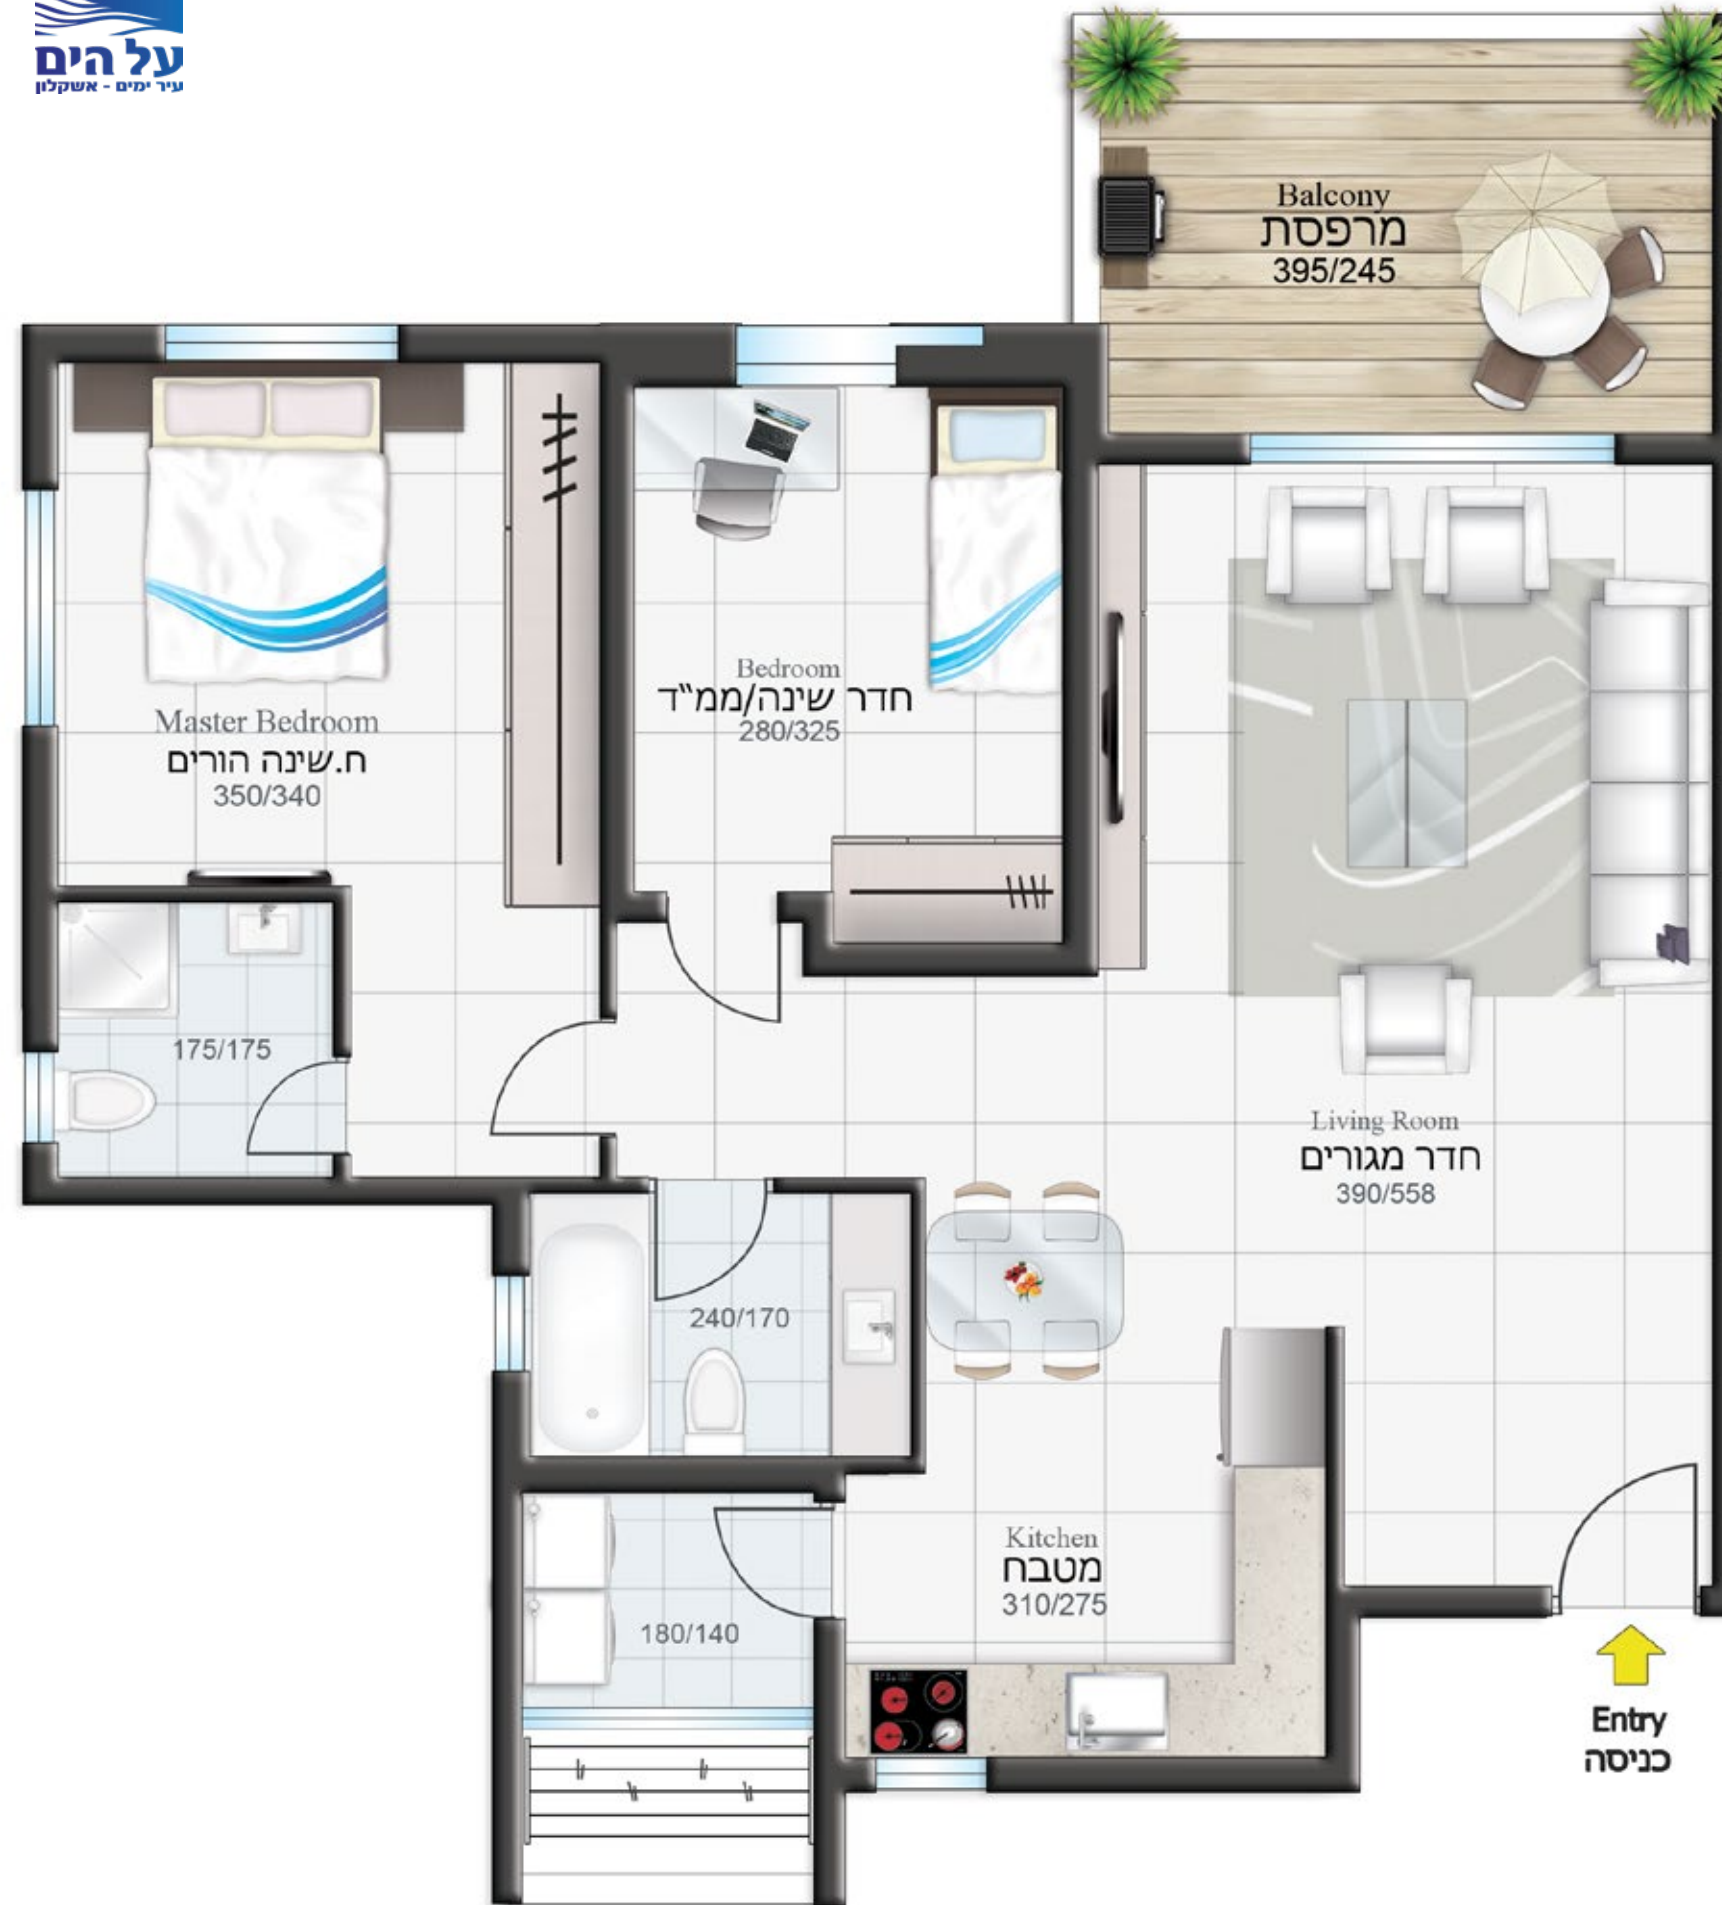 על הים
עיר ימים - אשקלון
Balcony
מרפסת
395/245
Master Bedroom
ח.שינה הורים
350/340
Bedroom
חדר שינה/ממ"ד
280/325
175/175
Living Room
חדר מגורים
390/558
240/170
Kitchen
מטבח
310/275
180/140
Entry
כניסה